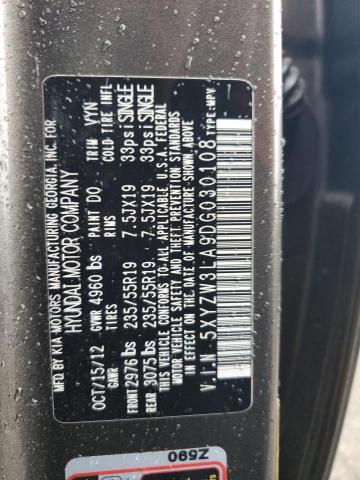 MFD BY KIA MOTORS MANUFACTURING GEORGIA, INC. FOR
HYUNDAI MOTOR COMPANY
OCT/15/12 PAINT DO TRIM YYN
GVWR 4960 lbs
GAWR: TIRES COLD TIRE INFL
FRONT 2976 lbs 235/55R19 7.5JX19 33psi SINGLE
REAR 3075 lbs 235/55R19 7.5JX19 33psi SINGLE
THIS VEHICLE CONFORMS TO ALL APPLICABLE U.S.A. FEDERAL
MOTOR VEHICLE SAFETY AND THEFT PREVENTION STANDARDS
IN EFFECT ON THE DATE OF MANUFACTURE-SHOWN ABOVE.
V.I.N 5XYZW3LA9DG030108 TYPE:MPV
Z590